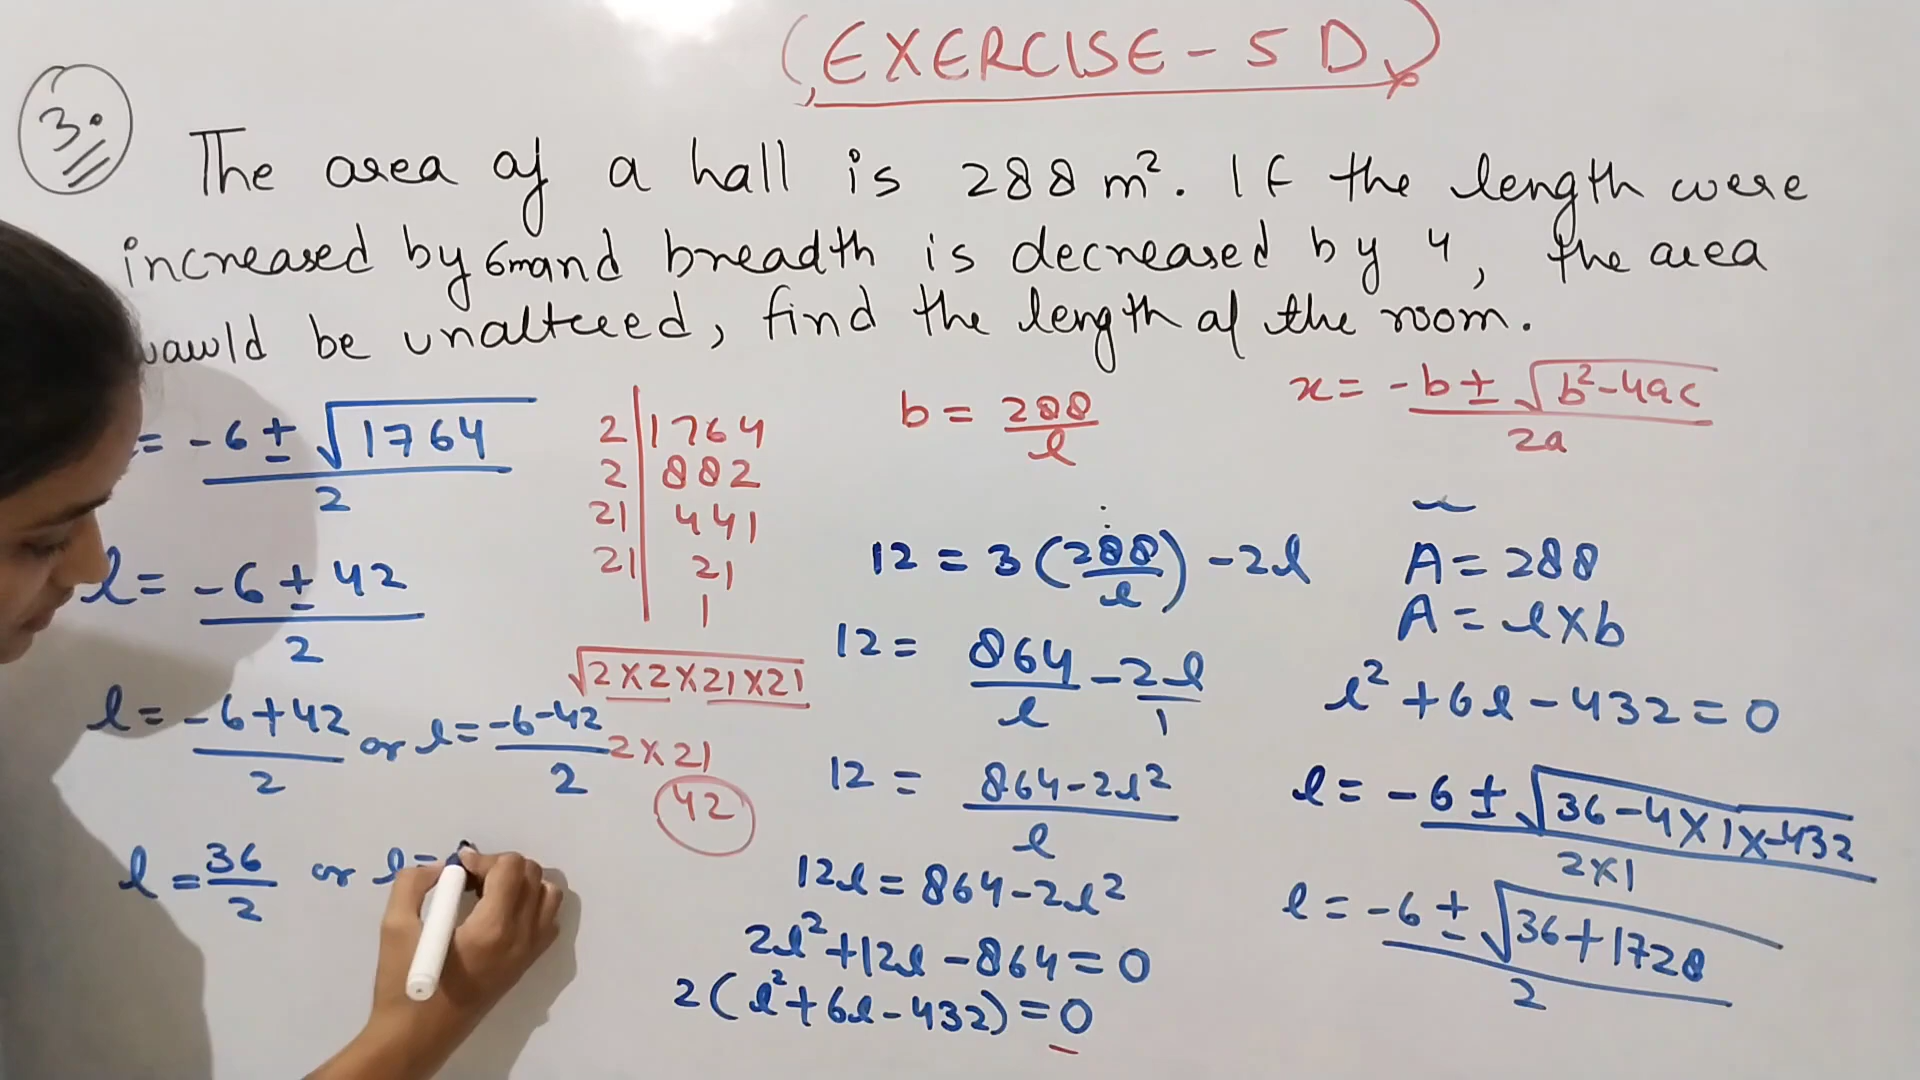 (EXERCISE-5D)
3.
The area of a hall is 288 m². If the length were
increased by 6m and breadth is decreased by 4, the area
would be unaltered, find the length of the room.
= -6 ± √1764 / 2
l = -6 ± 42 / 2
l = -6+42 / 2 or l = -6-42 / 2
l = 36 / 2 or l =
2 | 1764
2 | 882
21 | 441
21 | 21
1
√2×2×21×21
2×21
42
b = 288 / l
12 = 3(288 / l) - 2l
12 = 864 / l - 2l / 1
12 = 864-2l² / l
12l = 864-2l²
2l²+12l-864=0
2(l²+6l-432)=0
x = -b ± √b²-4ac / 2a
A = 288
A = l×b
l²+6l-432=0
l = -6 ± √36-4×1×-432 / 2×1
l = -6 ± √36+1728 / 2